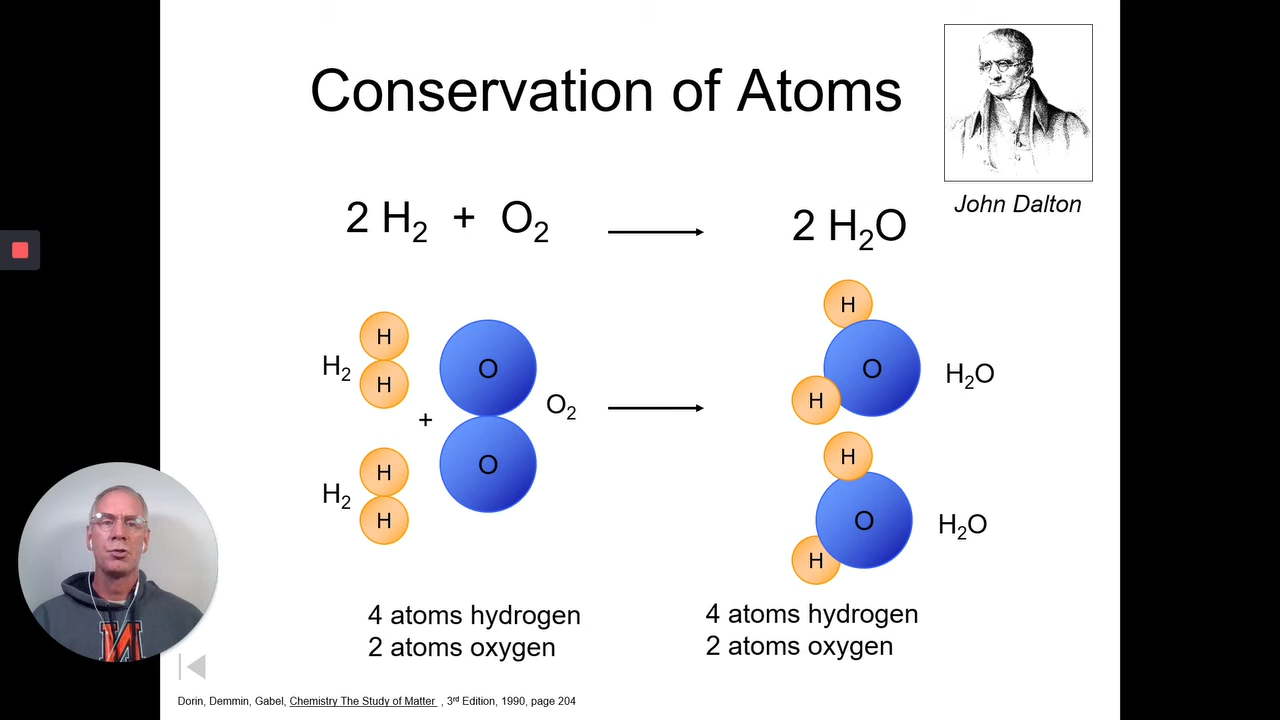 Conservation of Atoms
John Dalton
2 H₂ + O₂
2 H₂O
H
H
H₂
O
O
O₂
+
H
H
H₂
H
O
H
H₂O
H
O
H
H₂O
4 atoms hydrogen
2 atoms oxygen
4 atoms hydrogen
2 atoms oxygen
Dorin, Demmin, Gabel, Chemistry The Study of Matter , 3rd Edition, 1990, page 204
N